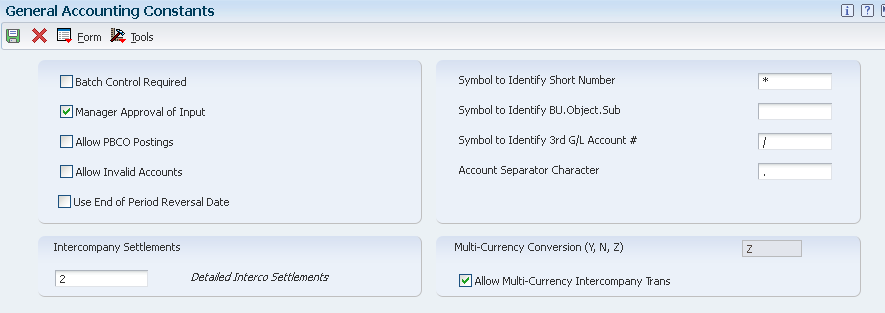 General Accounting Constants
Form Tools
Batch Control Required
Manager Approval of Input
Allow PBCO Postings
Allow Invalid Accounts
Use End of Period Reversal Date
Symbol to Identify Short Number *
Symbol to Identify BU.Object.Sub
Symbol to Identify 3rd G/L Account # /
Account Separator Character .
Intercompany Settlements
2 Detailed Interco Settlements
Multi-Currency Conversion (Y, N, Z) Z
Allow Multi-Currency Intercompany Trans